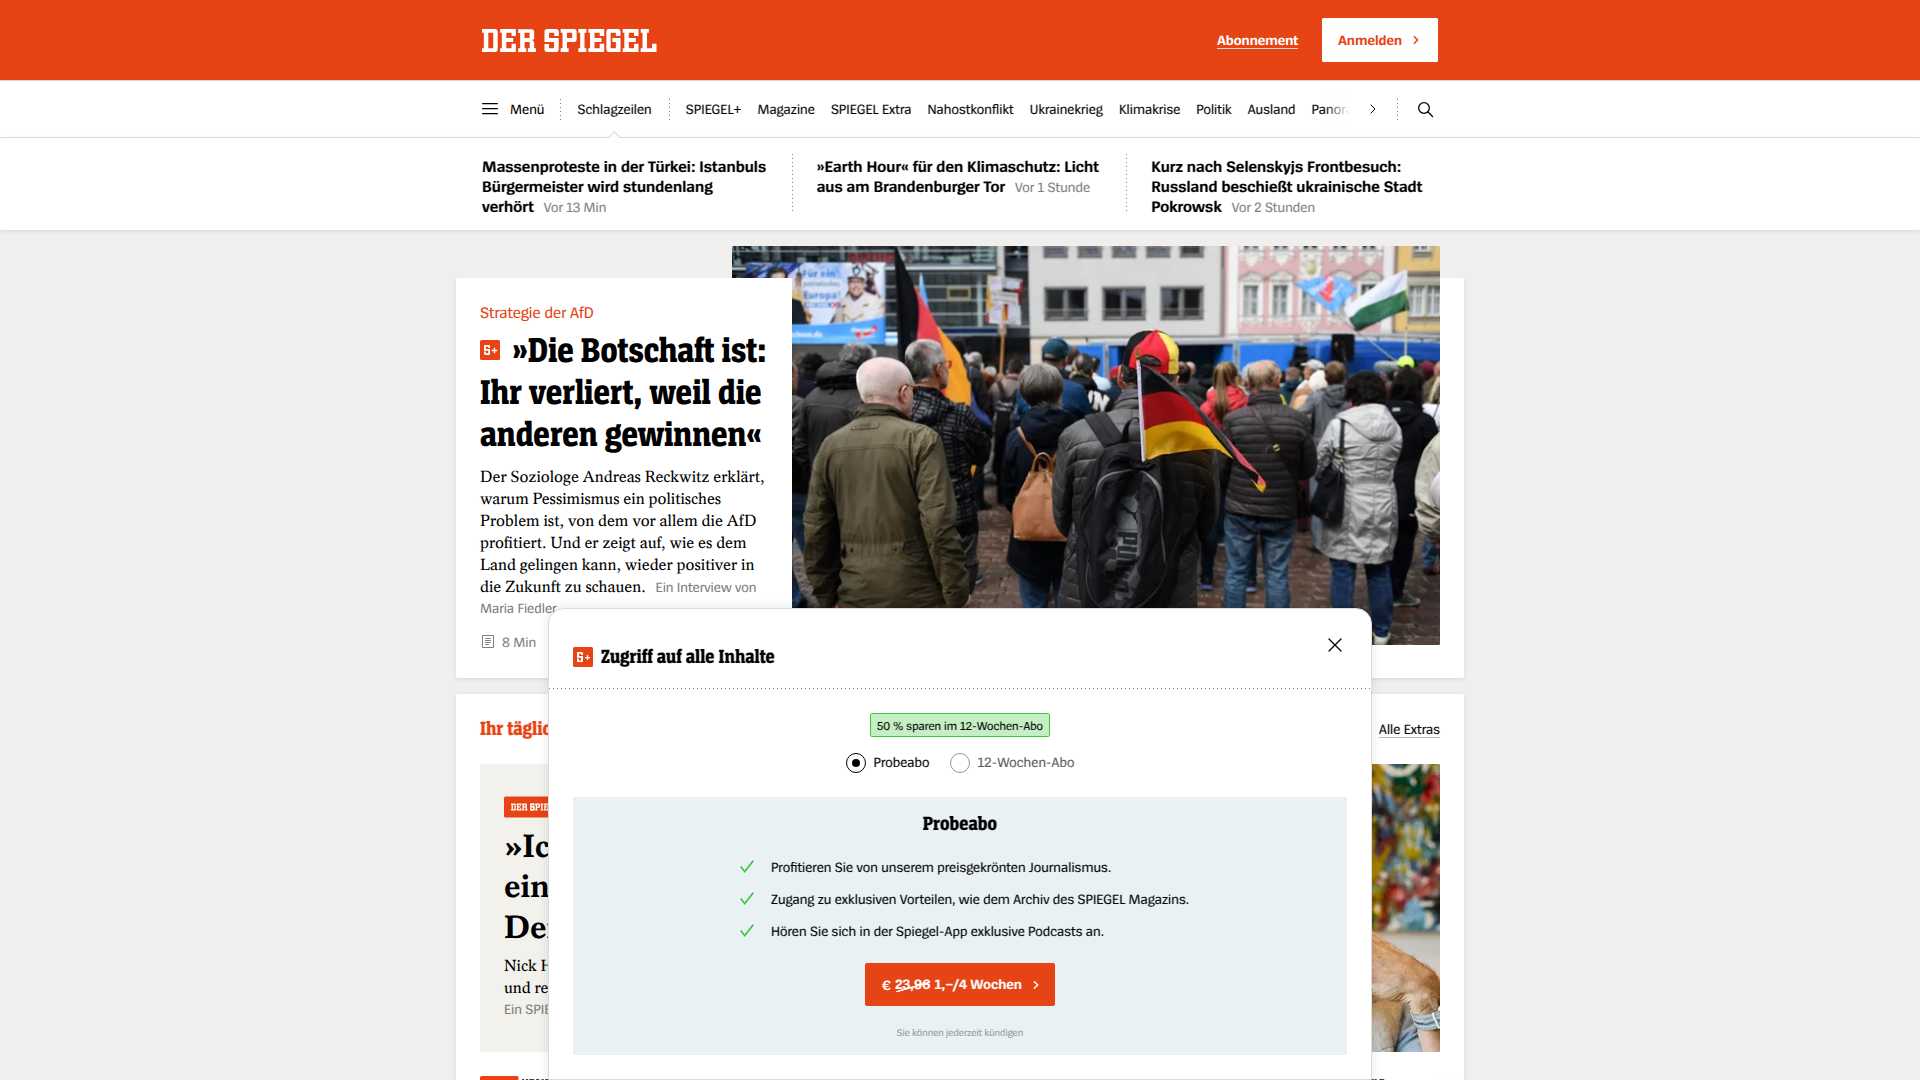 DER SPIEGEL
Abonnement
Anmelden
Menü
Schlagzeilen
SPIEGEL+
Magazine
SPIEGEL Extra
Nahostkonflikt
Ukrainekrieg
Klimakrise
Politik
Ausland
Panor
Massenproteste in der Türkei: Istanbuls
Bürgermeister wird stundenlang
verhört Vor 13 Min
»Earth Hour« für den Klimaschutz: Licht
aus am Brandenburger Tor Vor 1 Stunde
Kurz nach Selenskyjs Frontbesuch:
Russland beschießt ukrainische Stadt
Pokrowsk Vor 2 Stunden
Strategie der AfD
S+ »Die Botschaft ist:
Ihr verliert, weil die
anderen gewinnen«
Der Soziologe Andreas Reckwitz erklärt,
warum Pessimismus ein politisches
Problem ist, von dem vor allem die AfD
profitiert. Und er zeigt auf, wie es dem
Land gelingen kann, wieder positiver in
die Zukunft zu schauen. Ein Interview von
Maria Fiedler
8 Min
Für ein
Europa!
PUMA
S+ Zugriff auf alle Inhalte
50 % sparen im 12-Wochen-Abo
Probeabo
12-Wochen-Abo
Probeabo
Profitieren Sie von unserem preisgekrönten Journalismus.
Zugang zu exklusiven Vorteilen, wie dem Archiv des SPIEGEL Magazins.
Hören Sie sich in der Spiegel-App exklusive Podcasts an.
€ 23,96 1,–/4 Wochen
Sie können jederzeit kündigen
Ihr täglic
Alle Extras
DER SPIE
»Ic
ein
De
Nick H
und re
Ein SPIE